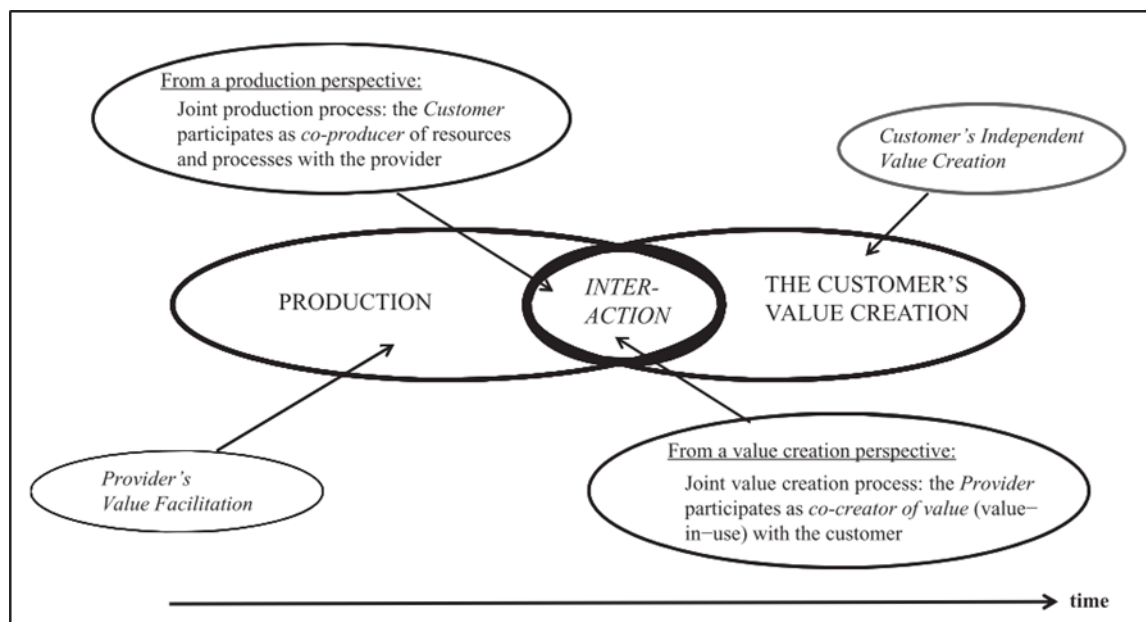 From a production perspective:
Joint production process: the Customer
participates as co-producer of resources
and processes with the provider
Customer's Independent
Value Creation
PRODUCTION
INTER-
ACTION
THE CUSTOMER'S
VALUE CREATION
Provider's
Value Facilitation
From a value creation perspective:
Joint value creation process: the Provider
participates as co-creator of value (value−
in−use) with the customer
time